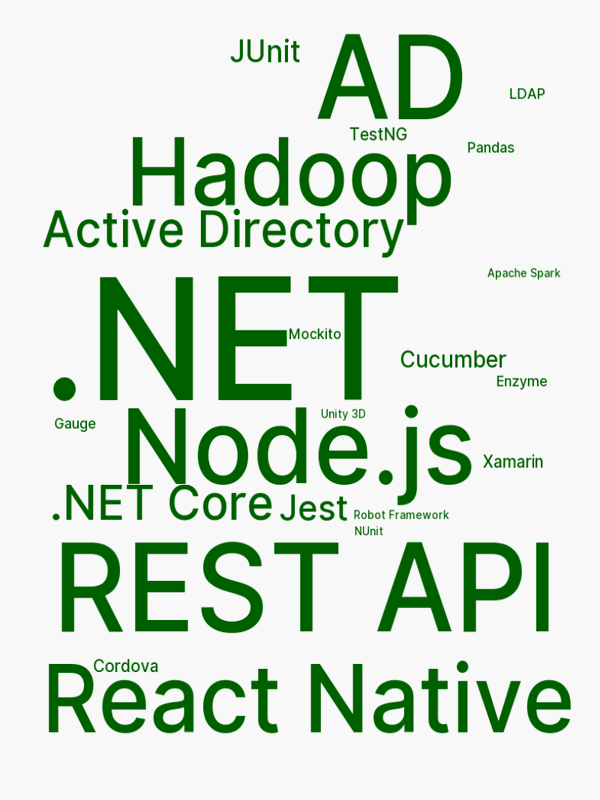 JUnit
AD
LDAP
TestNG
Pandas
Hadoop
Active Directory
Apache Spark
.NET
Mockito
Cucumber
Enzyme
Gauge
Unity 3D
Node.js
Xamarin
.NET Core
Jest
Robot Framework
NUnit
REST API
Cordova
React Native